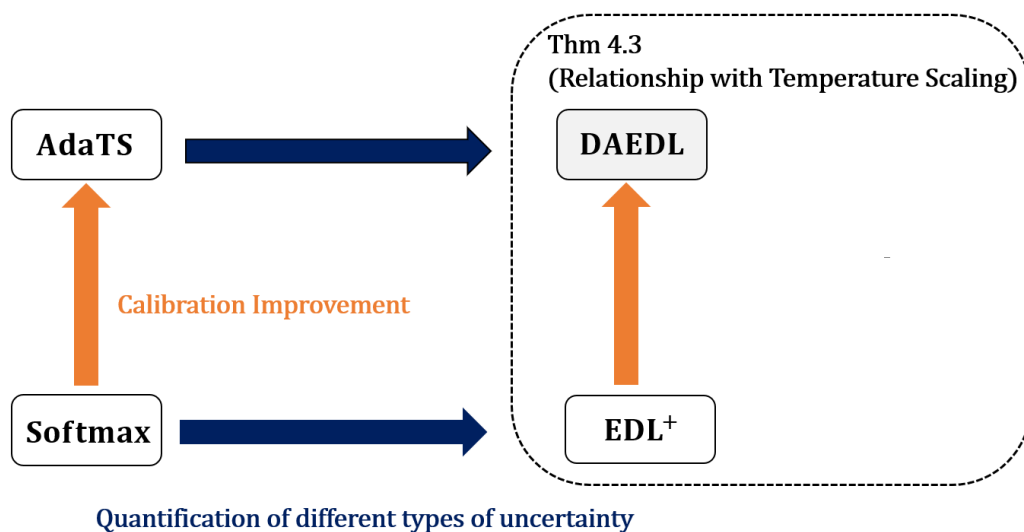 Thm 4.3
(Relationship with Temperature Scaling)
AdaTS
DAEDL
Calibration Improvement
Softmax
EDL⁺
Quantification of different types of uncertainty